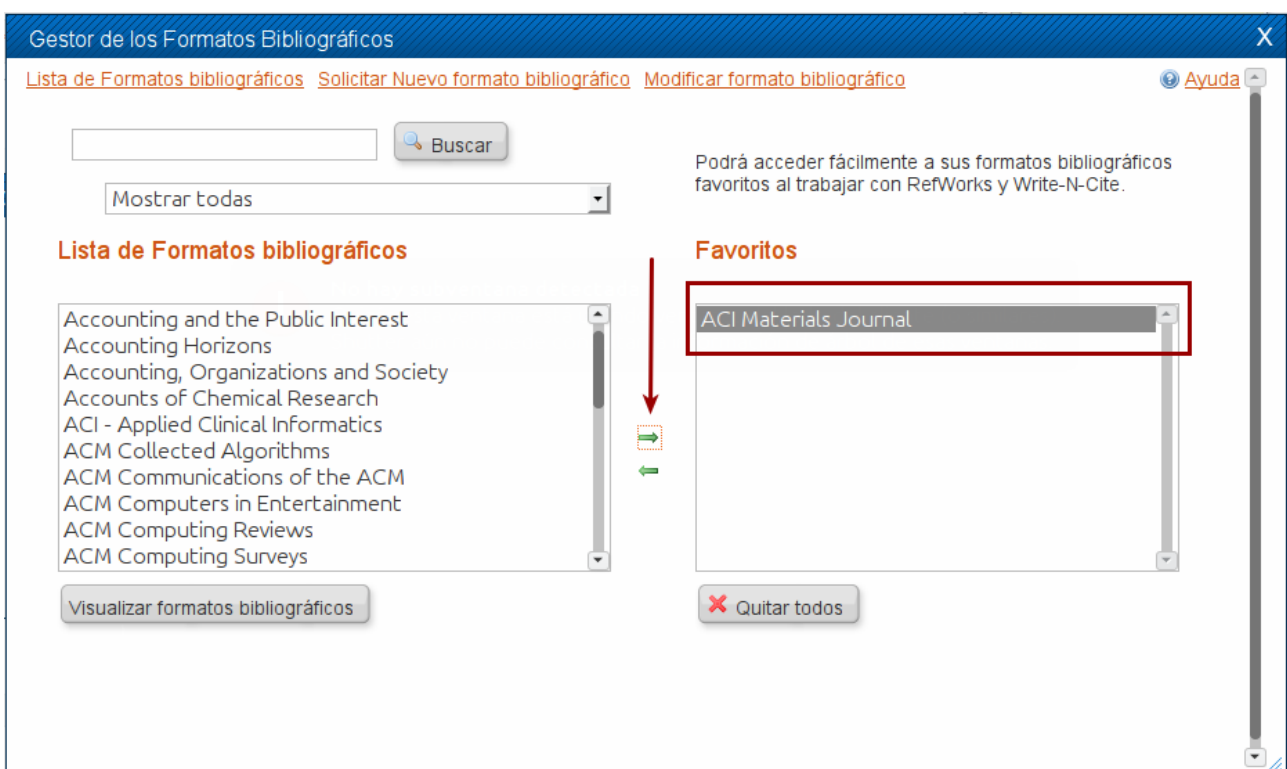 Gestor de los Formatos Bibliográficos X
Lista de Formatos bibliográficos Solicitar Nuevo formato bibliográfico Modificar formato bibliográfico Ayuda
Buscar
Podrá acceder fácilmente a sus formatos bibliográficos
favoritos al trabajar con RefWorks y Write-N-Cite.
Mostrar todas
Lista de Formatos bibliográficos
Favoritos
Accounting and the Public Interest
Accounting Horizons
Accounting, Organizations and Society
Accounts of Chemical Research
ACI - Applied Clinical Informatics
ACM Collected Algorithms
ACM Communications of the ACM
ACM Computers in Entertainment
ACM Computing Reviews
ACM Computing Surveys
ACI Materials Journal
Visualizar formatos bibliográficos
Quitar todos